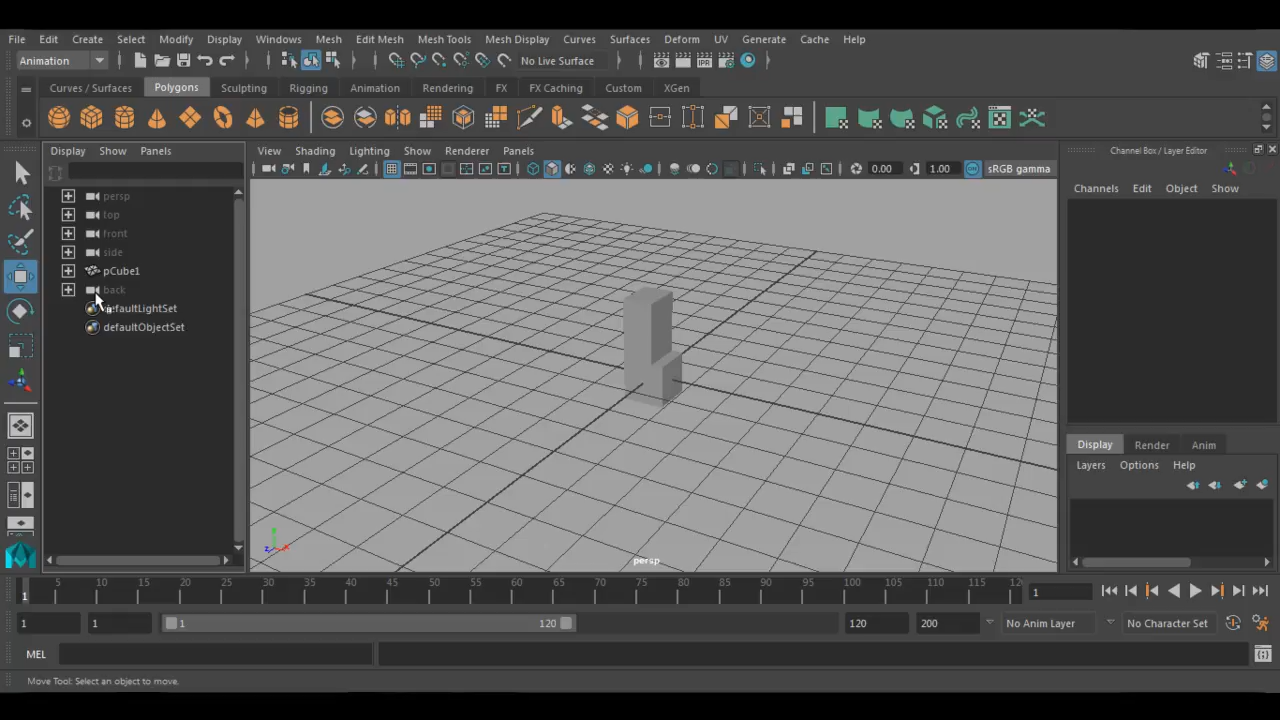 File Edit Create Select Modify Display Windows Mesh Edit Mesh Mesh Tools Mesh Display Curves Surfaces Deform UV Generate Cache Help
Animation No Live Surface
Curves / Surfaces Polygons Sculpting Rigging Animation Rendering FX FX Caching Custom XGen
Display Show Panels
View Shading Lighting Show Renderer Panels
0.00 1.00 sRGB gamma
persp
top
front
side
pCube1
back
defaultLightSet
defaultObjectSet
persp
Channel Box / Layer Editor
Channels Edit Object Show
Display Render Anim
Layers Options Help
1 5 10 15 20 25 30 35 40 45 50 55 60 65 70 75 80 85 90 95 100 105 110 115 12 1
1 1 1 120 120 200 No Anim Layer No Character Set
MEL
Move Tool: Select an object to move.